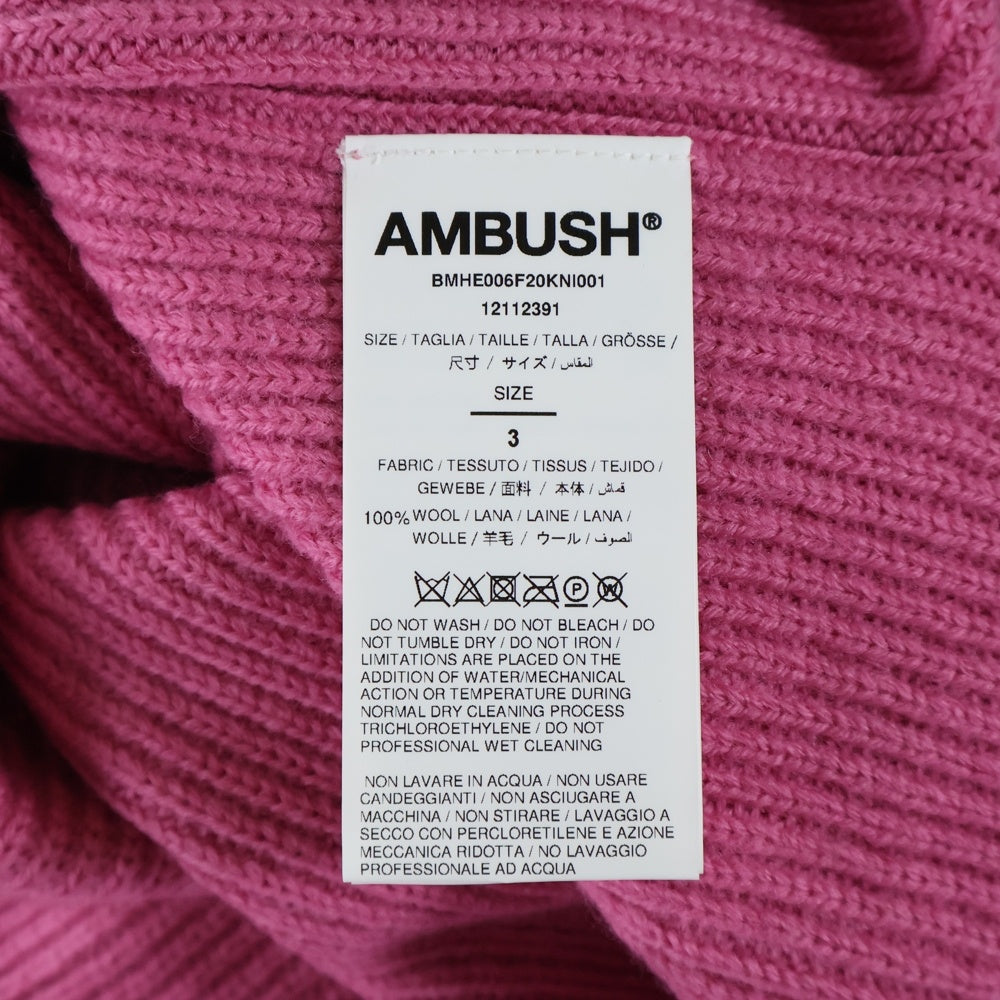 AMBUSH®
BMHE006F20KNI001
12112391
SIZE / TAGLIA / TAILLE / TALLA / GRÖSSE /
尺寸 / サイズ / المقاس
SIZE
3
FABRIC / TESSUTO / TISSUS / TEJIDO /
GEWEBE / 面料 / 本体 / قماش
100% WOOL / LANA / LAINE / LANA /
WOLLE / 羊毛 / ウール / الصوف
P W
DO NOT WASH / DO NOT BLEACH / DO
NOT TUMBLE DRY / DO NOT IRON /
LIMITATIONS ARE PLACED ON THE
ADDITION OF WATER/MECHANICAL
ACTION OR TEMPERATURE DURING
NORMAL DRY CLEANING PROCESS
TRICHLOROETHYLENE / DO NOT
PROFESSIONAL WET CLEANING
NON LAVARE IN ACQUA / NON USARE
CANDEGGIANTI / NON ASCIUGARE A
MACCHINA / NON STIRARE / LAVAGGIO A
SECCO CON PERCLORETILENE E AZIONE
MECCANICA RIDOTTA / NO LAVAGGIO
PROFESSIONALE AD ACQUA